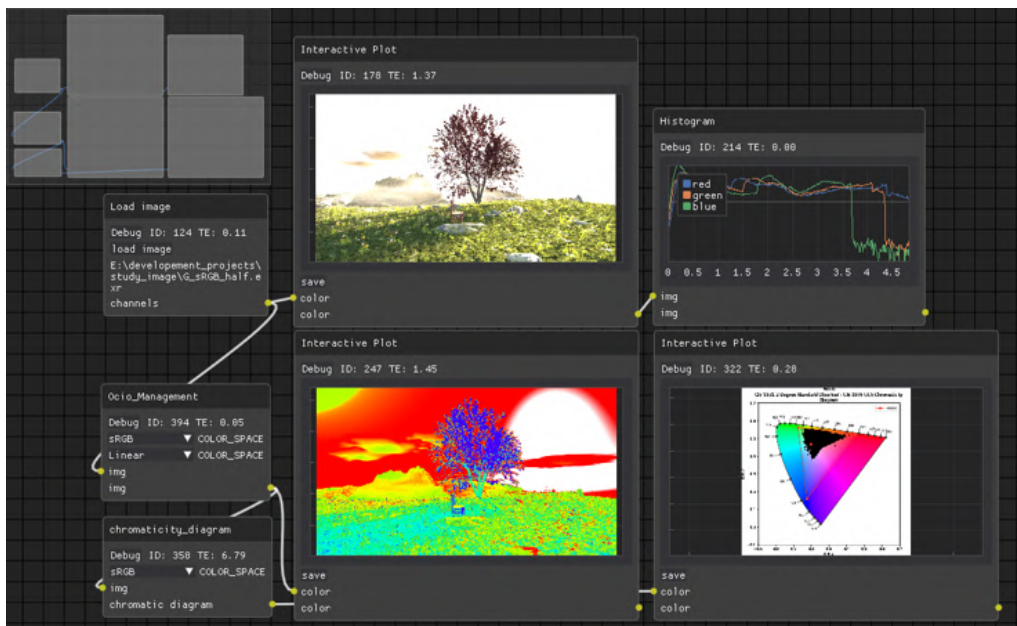 Interactive Plot
Debug ID: 178 TE: 1.37
save
color
color
Histogram
Debug ID: 214 TE: 0.00
red
green
blue
0 0.5 1 1.5 2 2.5 3 3.5 4 4.5
img
img
Load image
Debug ID: 124 TE: 0.11
load image
E:\developement_projects\
study_image\G_sRGB_half.e
xr
channels
Ocio_Management
Debug ID: 394 TE: 0.05
sRGB ▼ COLOR_SPACE
Linear ▼ COLOR_SPACE
img
img
chromaticity_diagram
Debug ID: 358 TE: 6.79
sRGB ▼ COLOR_SPACE
img
chromatic diagram
Interactive Plot
Debug ID: 247 TE: 1.45
save
color
color
Interactive Plot
Debug ID: 322 TE: 0.28
Diagram
save
color
color